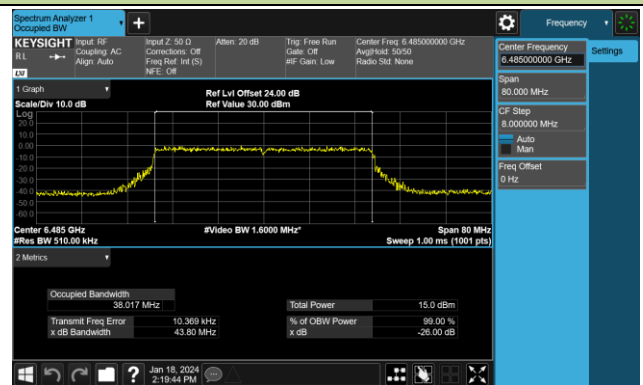 Spectrum Analyzer 1
Occupied BW
Frequency
KEYSIGHT
R L
LXI
Input: RF
Coupling: AC
Align: Auto
Input Z: 50 Ω
Corrections: Off
Freq Ref: Int (S)
NFE: Off
Atten: 20 dB
Trig: Free Run
Gate: Off
#IF Gain: Low
Center Freq: 6.485000000 GHz
Avg|Hold: 50/50
Radio Std: None
Center Frequency
6.485000000 GHz
Settings
Span
80.000 MHz
CF Step
8.000000 MHz
Auto
Man
Freq Offset
0 Hz
1 Graph
Scale/Div 10.0 dB
Ref Lvl Offset 24.00 dB
Ref Value 30.00 dBm
Log
20.0
10.0
0.00
-10.0
-20.0
-30.0
-40.0
-50.0
-60.0
Center 6.485 GHz
#Res BW 510.00 kHz
#Video BW 1.6000 MHz*
Span 80 MHz
Sweep 1.00 ms (1001 pts)
2 Metrics
Occupied Bandwidth
38.017 MHz
Total Power 15.0 dBm
Transmit Freq Error 10.369 kHz
% of OBW Power 99.00 %
x dB Bandwidth 43.80 MHz
x dB -26.00 dB
?
Jan 18, 2024
2:19:44 PM